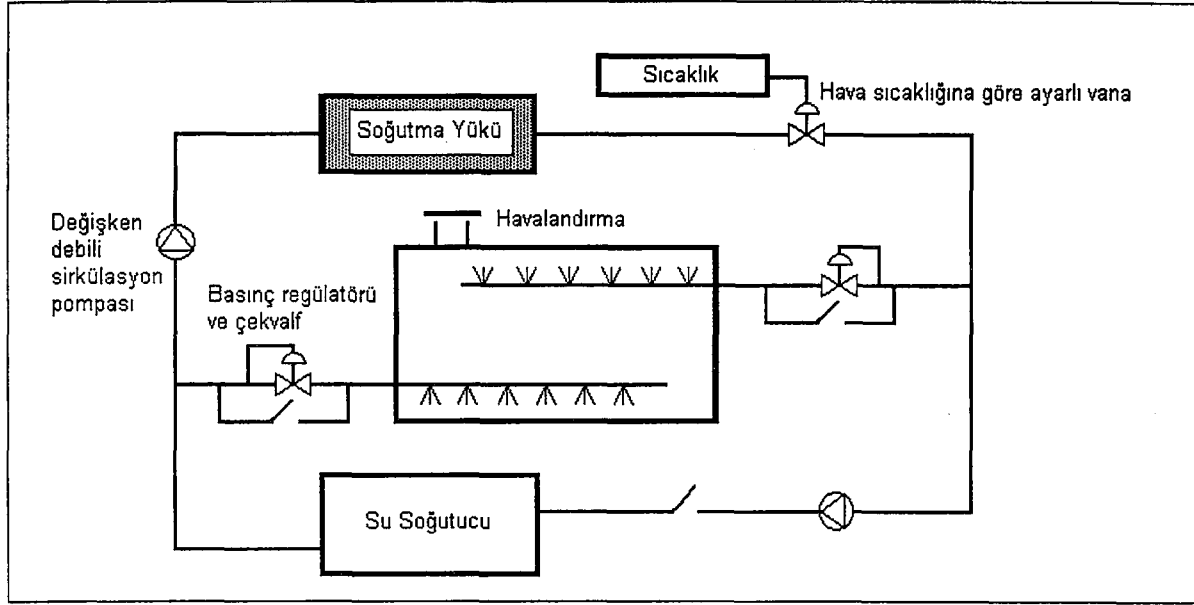 Sıcaklık
Hava sıcaklığına göre ayarlı vana
Soğutma Yükü
Havalandırma
Değişken
debili
sirkülasyon
pompası
Basınç regülatörü
ve çekvalf
Su Soğutucu